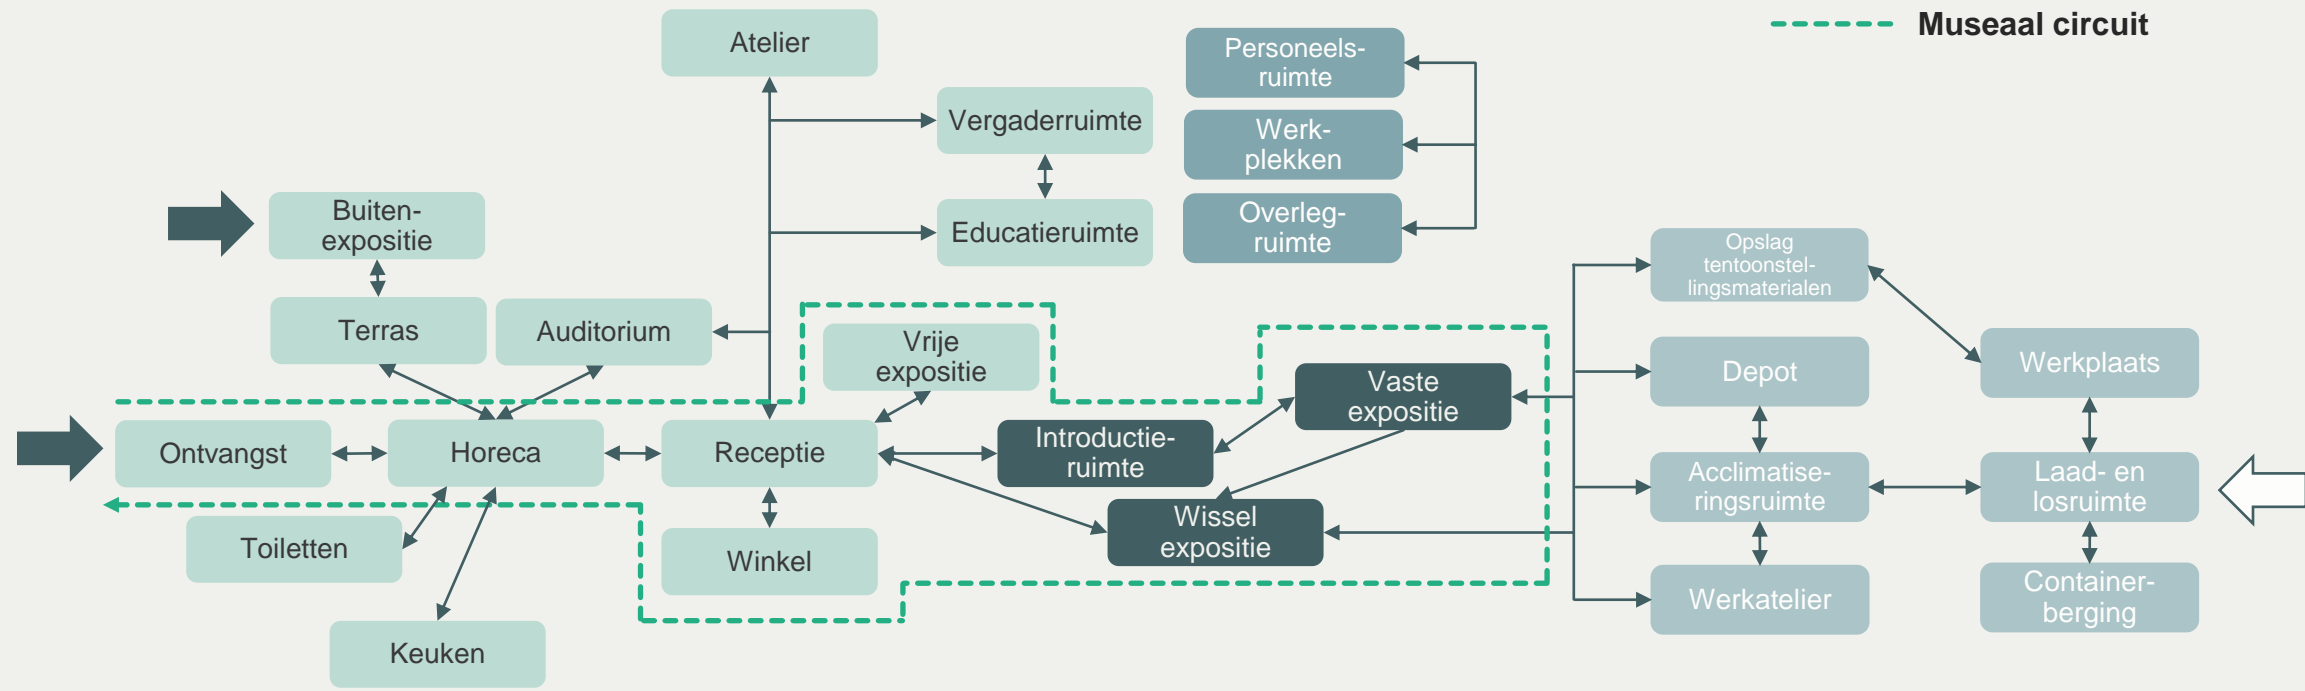 Museaal circuit
Atelier
Personeels-
ruimte
Vergaderruimte
Werk-
plekken
Buiten-
expositie
Educatieruimte
Overleg-
ruimte
Opslag
tentoonstel-
lingsmaterialen
Terras
Auditorium
Vrije
expositie
Vaste
expositie
Depot
Werkplaats
Ontvangst
Horeca
Receptie
Introductie-
ruimte
Acclimatise-
ringsruimte
Laad- en
losruimte
Toiletten
Winkel
Wissel
expositie
Werkatelier
Container-
berging
Keuken